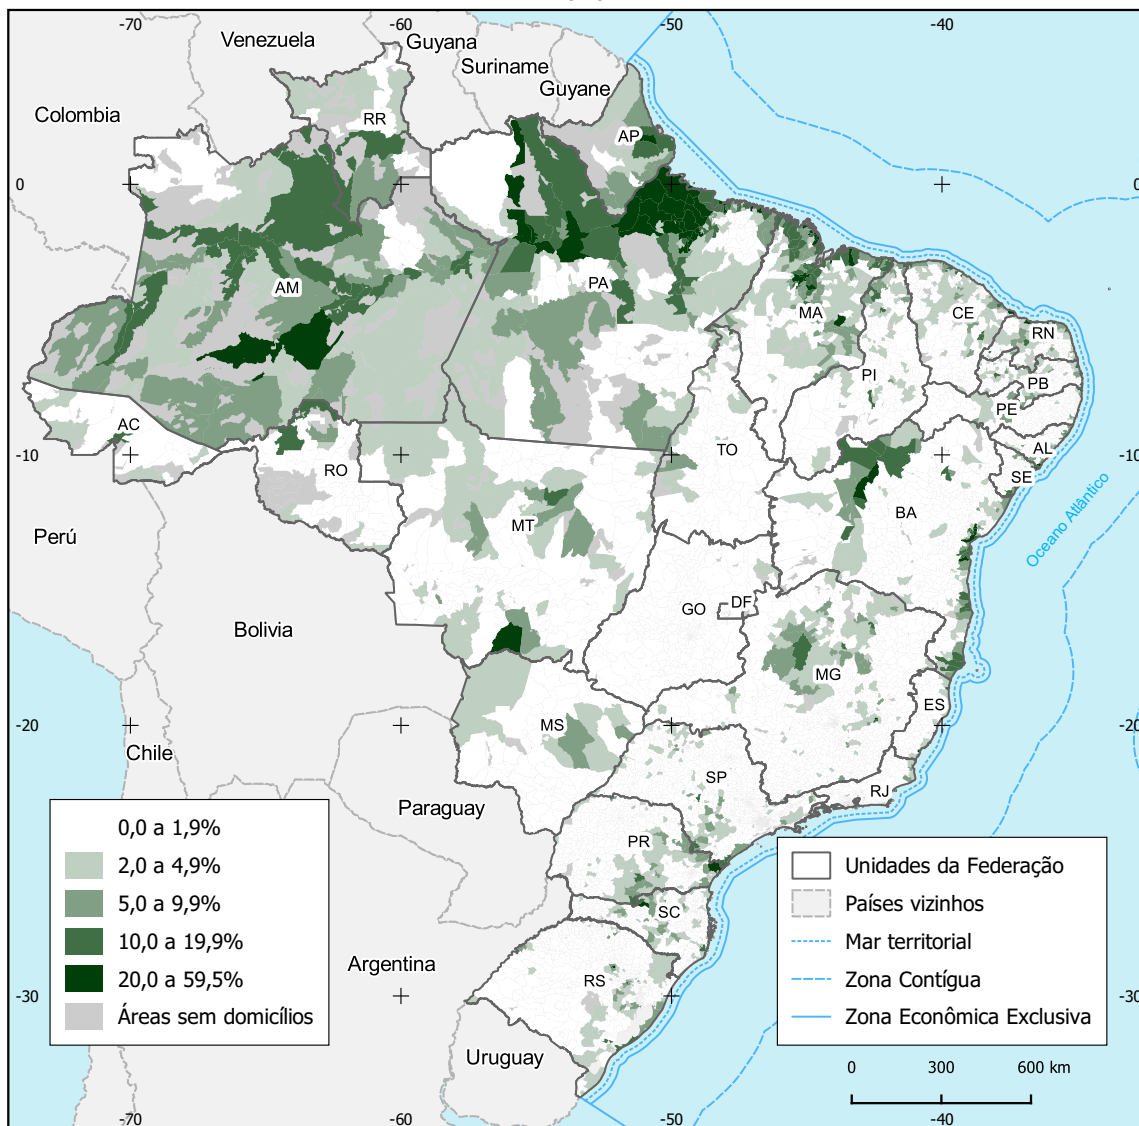 -70
-60
-50
-40
Venezuela
Guyana
Suriname
Guyane
Colombia
RR
AP
0
0
AM
PA
MA
CE
RN
PB
PI
PE
AC
AL
-10
-10
TO
RO
SE
BA
Oceano Atlântico
Perú
MT
Bolivia
GO
DF
MG
ES
-20
-20
MS
Chile
SP
RJ
Paraguay
PR
SC
Argentina
RS
-30
-30
Uruguay
0,0 a 1,9%
2,0 a 4,9%
5,0 a 9,9%
10,0 a 19,9%
20,0 a 59,5%
Áreas sem domicílios
Unidades da Federação
Países vizinhos
Mar territorial
Zona Contígua
Zona Econômica Exclusiva
0 300 600 km
-70
-60
-50
-40